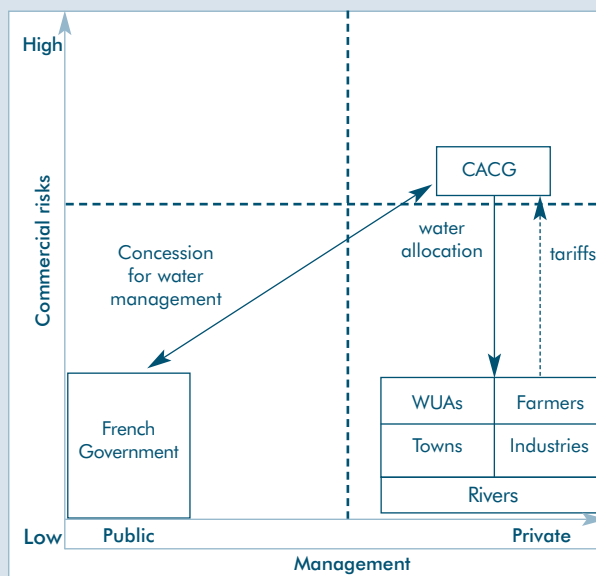 High
Commercial risks
CACG
water
allocation
tariffs
Concession
for water
management
French
Government
WUAs
Farmers
Towns
Industries
Rivers
Low
Public
Private
Management